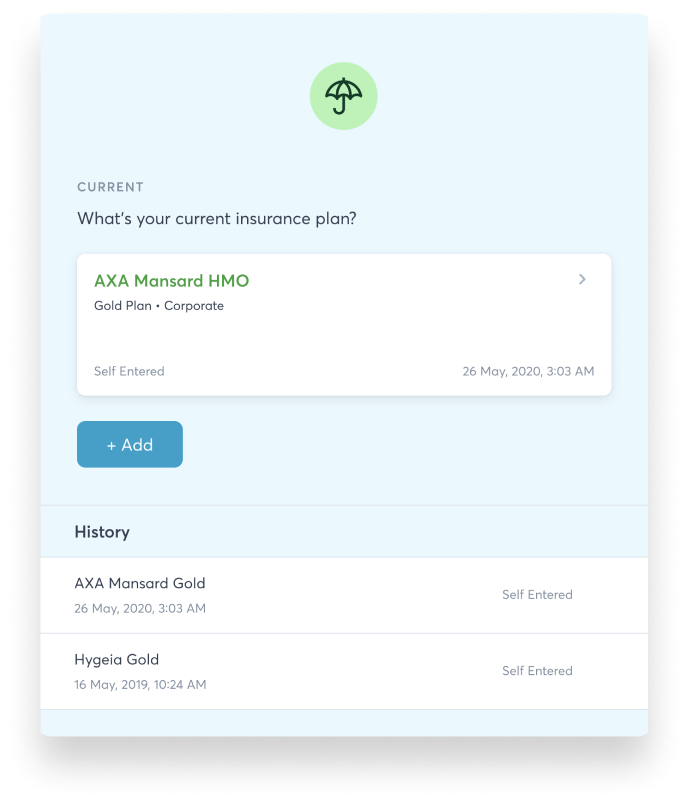 CURRENT
What's your current insurance plan?
AXA Mansard HMO
Gold Plan • Corporate
Self Entered
26 May, 2020, 3:03 AM
+ Add
History
AXA Mansard Gold
26 May, 2020, 3:03 AM
Self Entered
Hygeia Gold
16 May, 2019, 10:24 AM
Self Entered